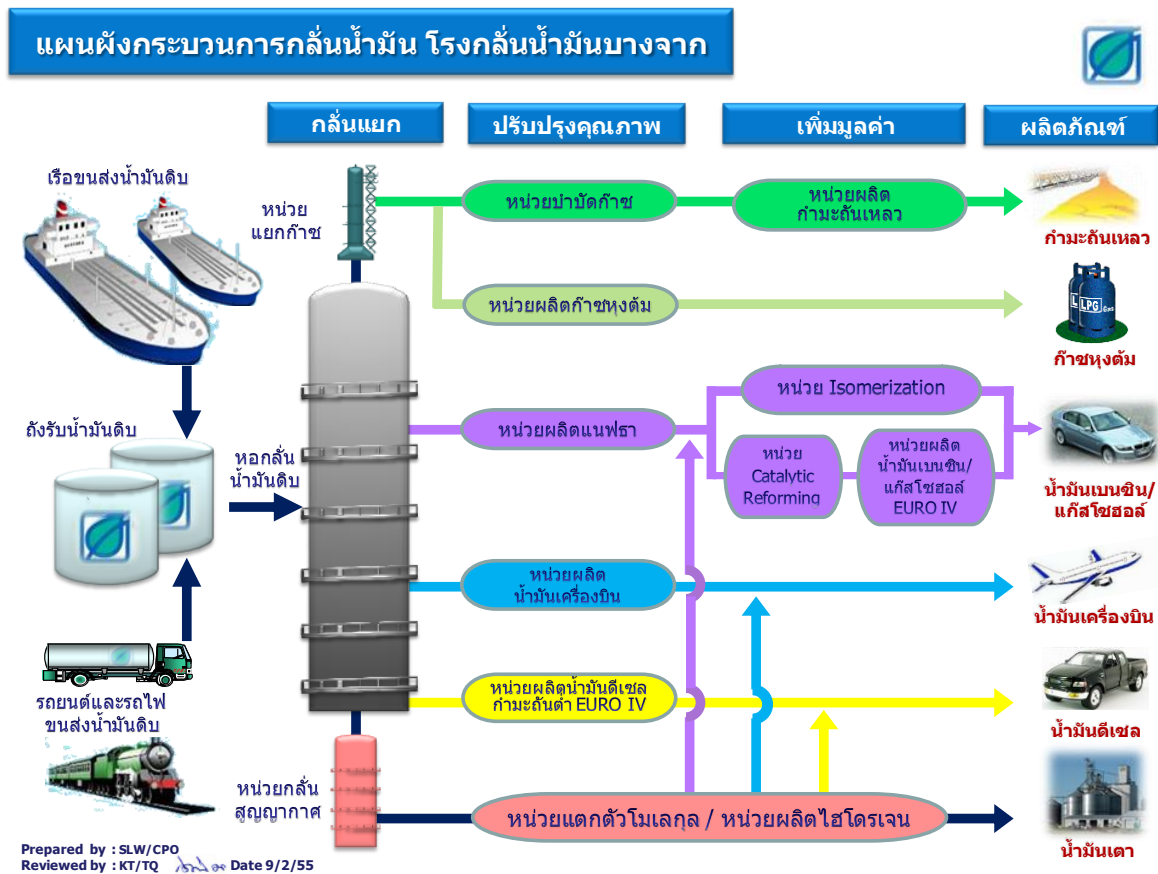 แผนผังกระบวนการกลั่นน้ำมัน โรงกลั่นน้ำมันบางจาก
กลั่นแยก
ปรับปรุงคุณภาพ
เพิ่มมูลค่า
ผลิตภัณฑ์
เรือขนส่งน้ำมันดิบ
หน่วย
แยกก๊าซ
หน่วยบำบัดก๊าซ
หน่วยผลิต
กำมะถันเหลว
กำมะถันเหลว
หน่วยผลิตก๊าซหุงต้ม
L
LPG Gas
ก๊าซหุงต้ม
ถังรับน้ำมันดิบ
หอกลั่น
น้ำมันดิบ
หน่วยผลิตแนฟธา
หน่วย Isomerization
หน่วย
Catalytic
Reforming
หน่วยผลิต
น้ำมันเบนซิน/
แก๊สโซฮอล์
EURO IV
น้ำมันเบนซิน/
แก๊สโซฮอล์
หน่วยผลิต
น้ำมันเครื่องบิน
น้ำมันเครื่องบิน
รถยนต์และรถไฟ
ขนส่งน้ำมันดิบ
หน่วยผลิตน้ำมันดีเซล
กำมะถันต่ำ EURO IV
น้ำมันดีเซล
หน่วยกลั่น
สูญญากาศ
หน่วยแตกตัวโมเลกุล / หน่วยผลิตไฮโดรเจน
น้ำมันเตา
Prepared by : SLW/CPO
Reviewed by : KT/TQ Date 9/2/55